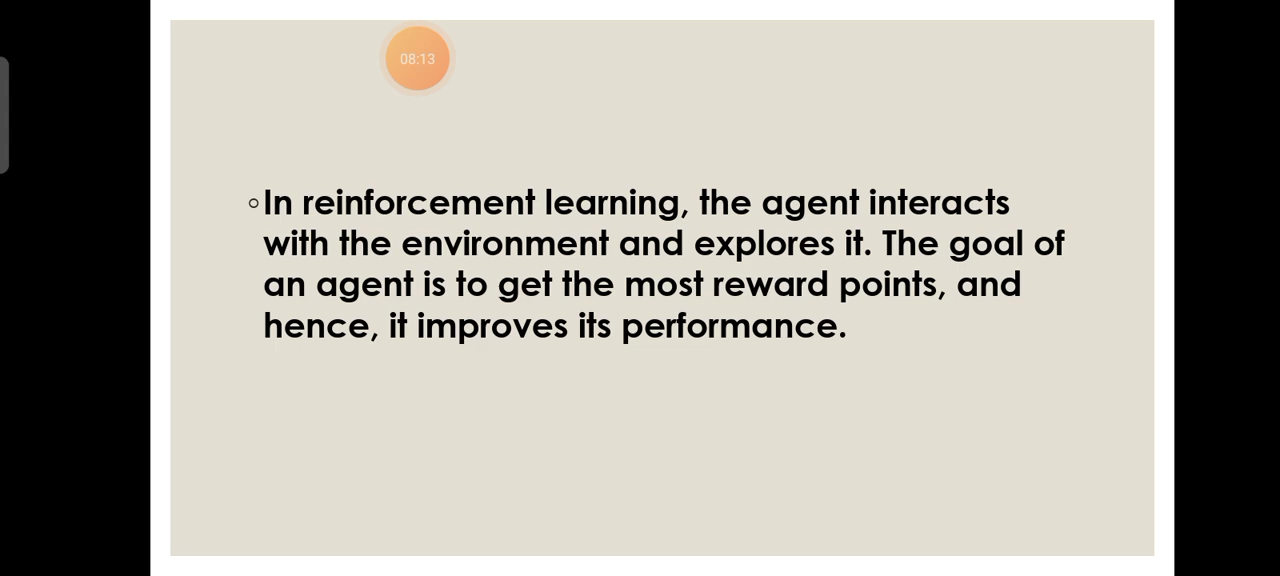 08:13
◦In reinforcement learning, the agent interacts
with the environment and explores it. The goal of
an agent is to get the most reward points, and
hence, it improves its performance.